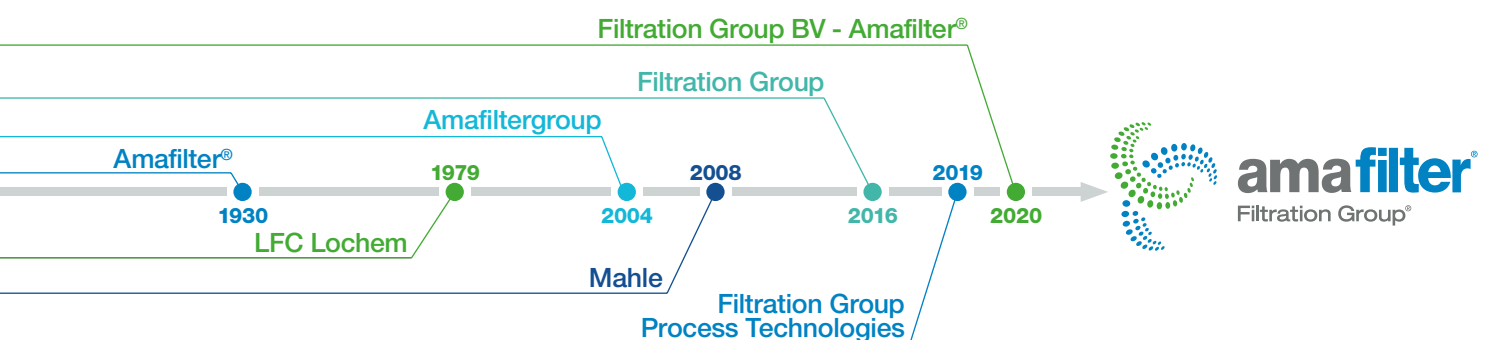 Filtration Group BV - Amafilter®
Filtration Group
Amafiltergroup
Amafilter®
1979
2008
2019
1930
2004
2016
2020
LFC Lochem
Mahle
Filtration Group
Process Technologies
amafilter®
Filtration Group®